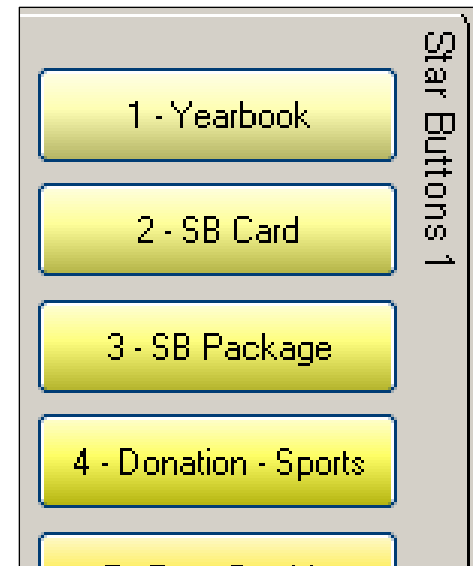 1 - Yearbook
2 - SB Card
3 - SB Package
4 - Donation - Sports
Star Buttons 1